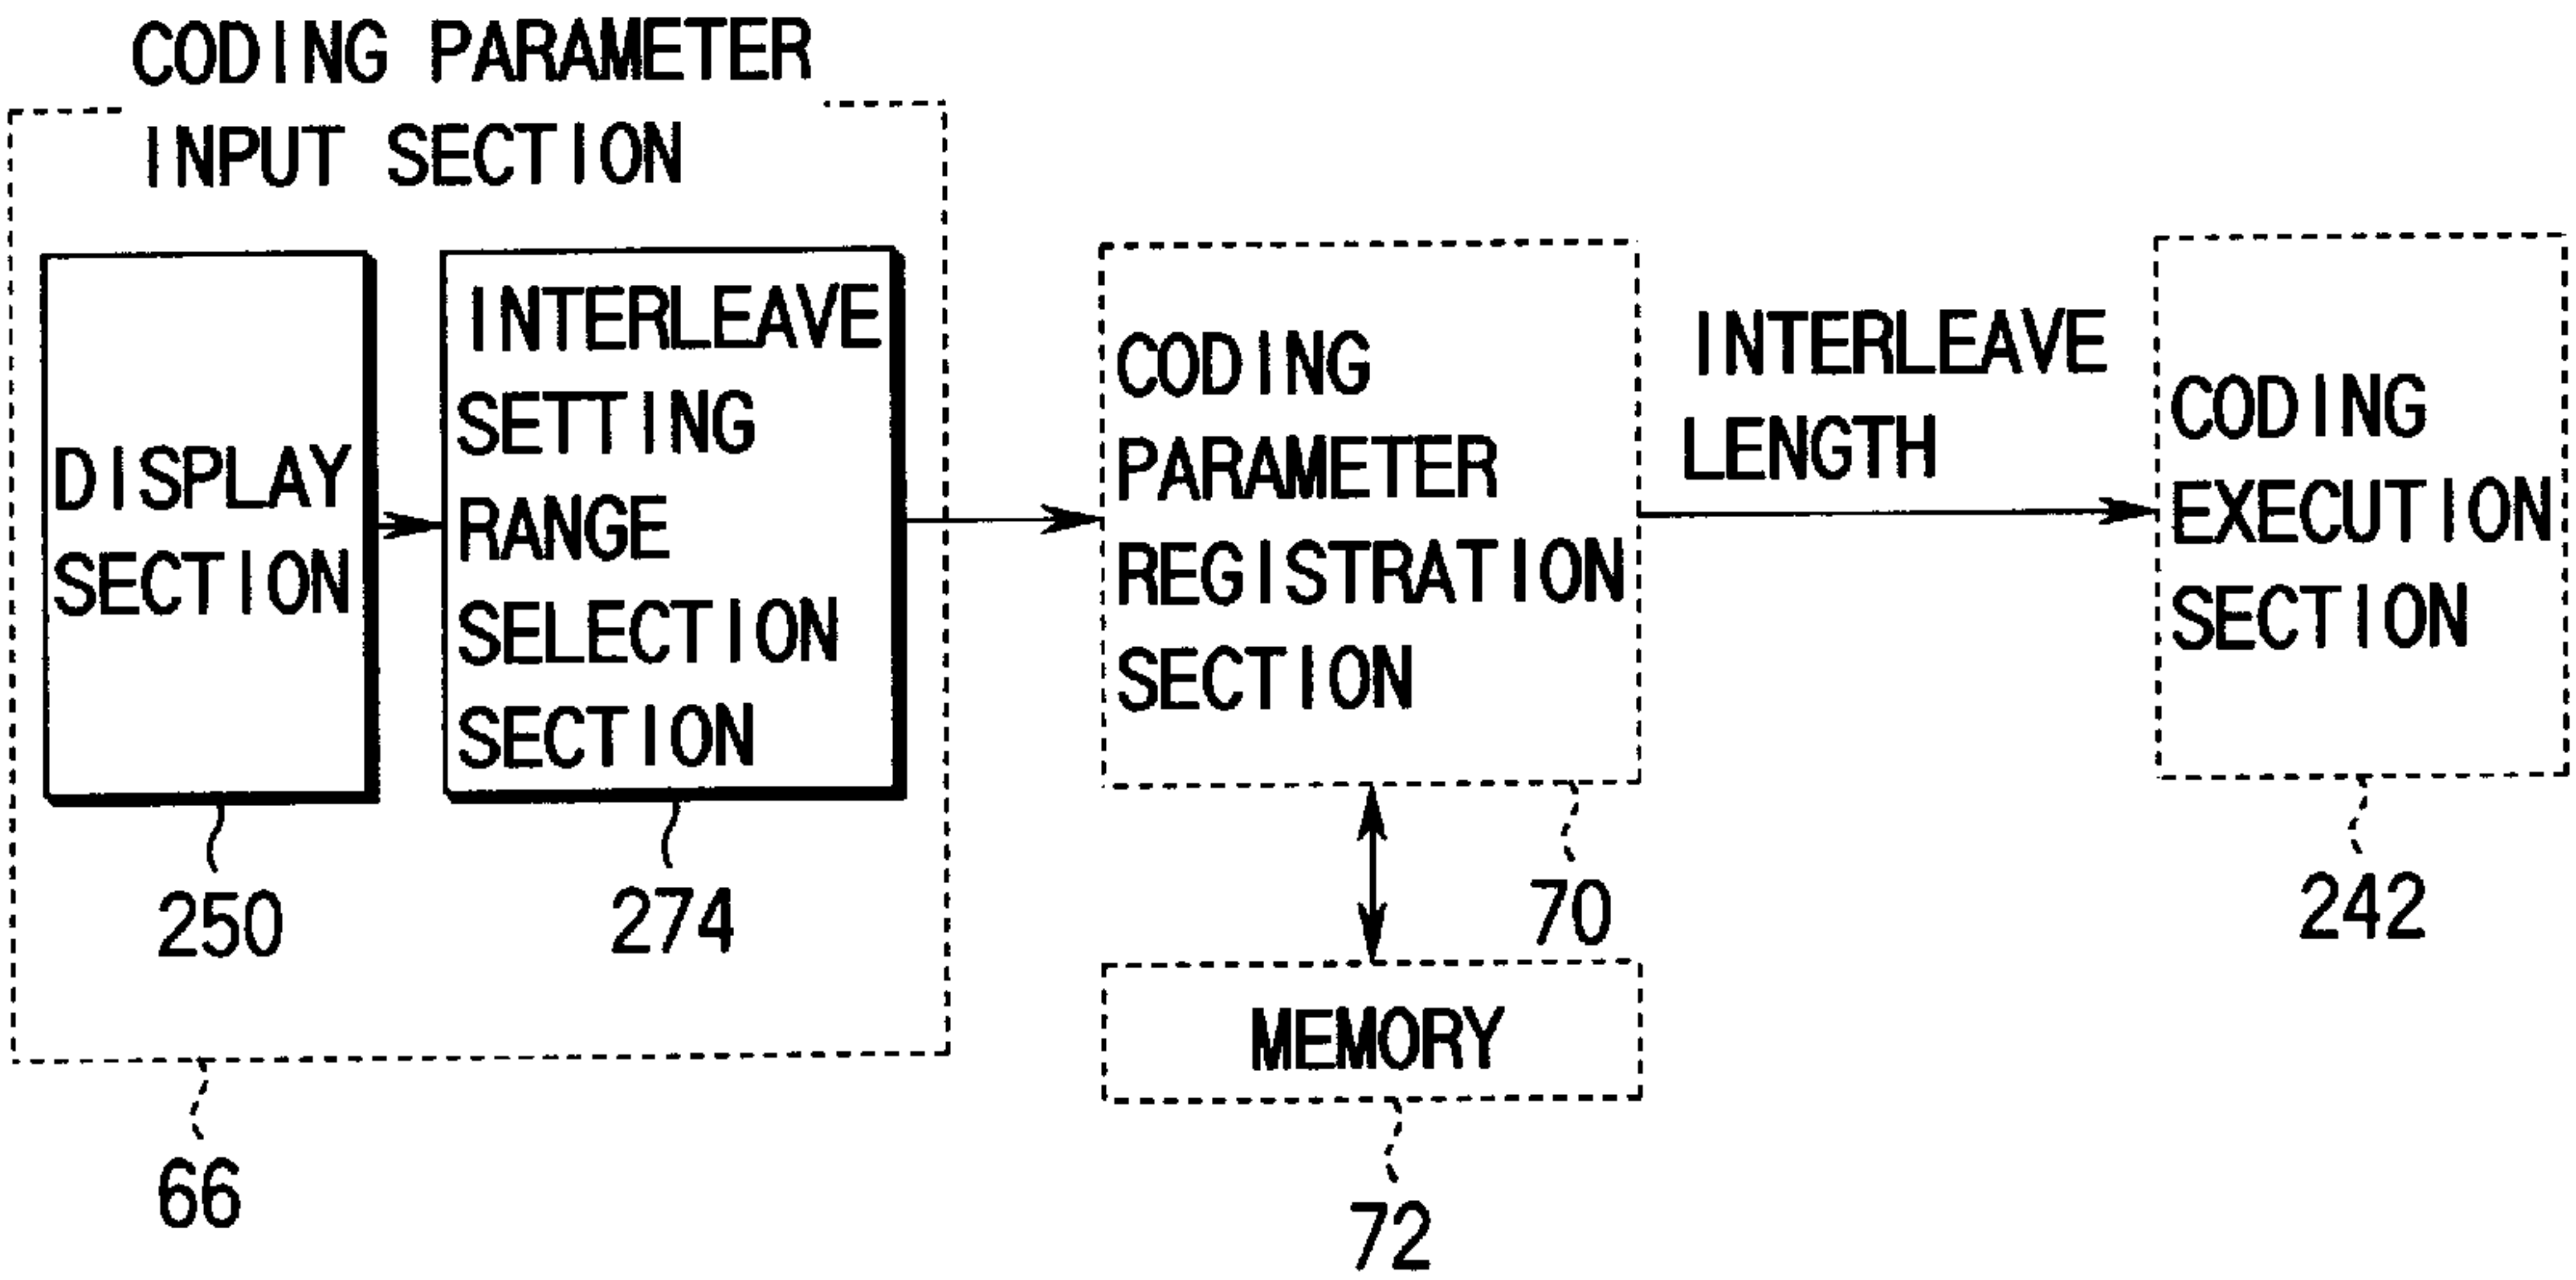 CODING PARAMETER
INPUT SECTION
DISPLAY
SECTION
INTERLEAVE
SETTING
RANGE
SELECTION
SECTION
CODING
PARAMETER
REGISTRATION
SECTION
INTERLEAVE
LENGTH
CODING
EXECUTION
SECTION
250
274
70
242
MEMORY
66
72